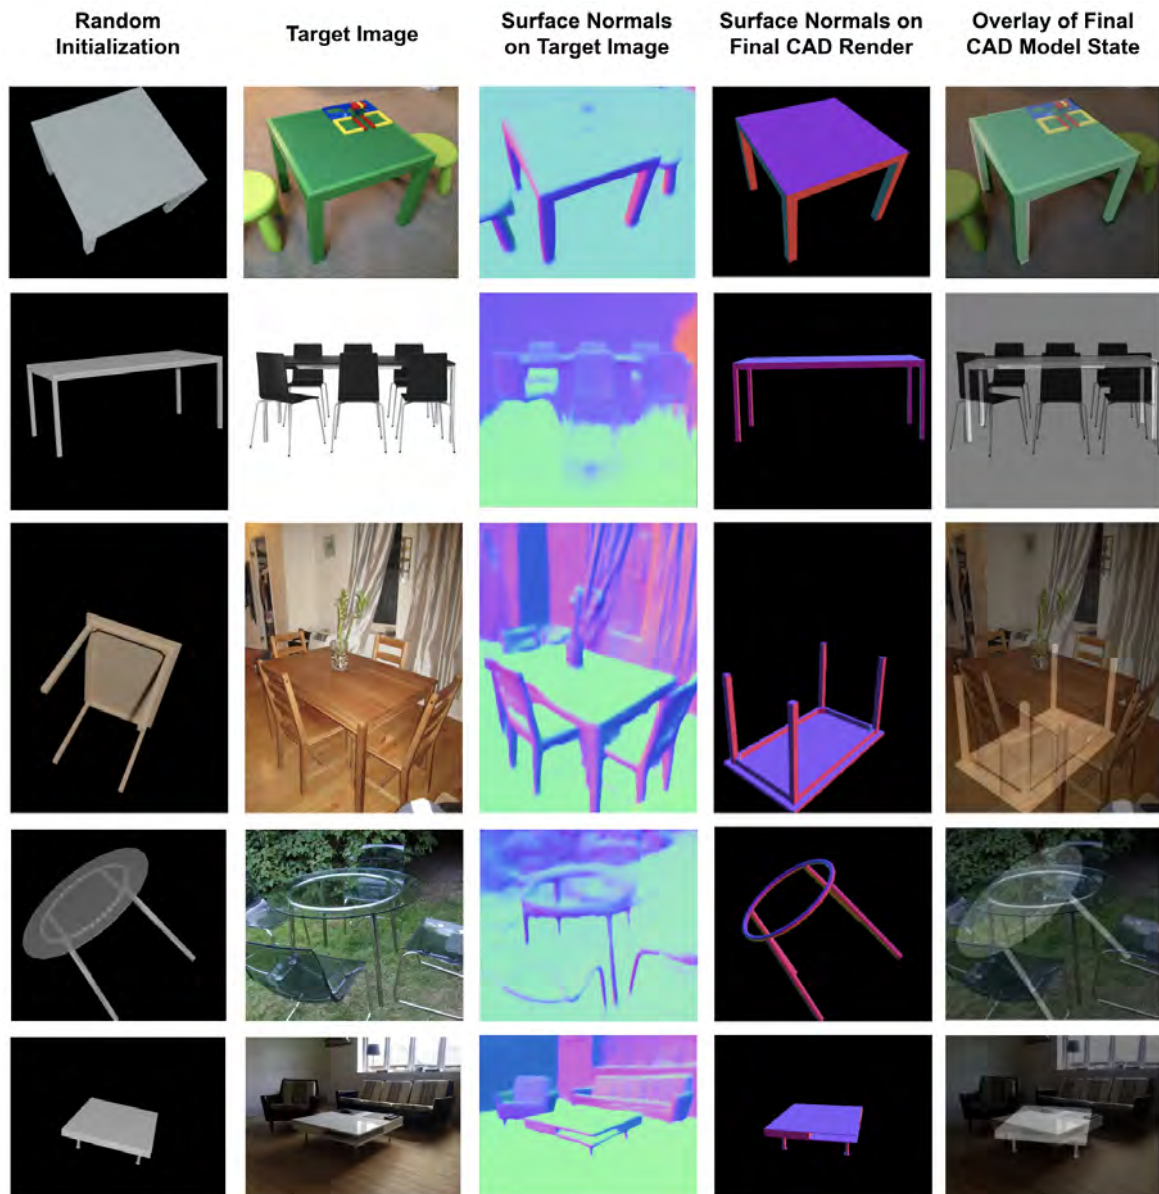 Random
Initialization
Target Image
Surface Normals
on Target Image
Surface Normals on
Final CAD Render
Overlay of Final
CAD Model State